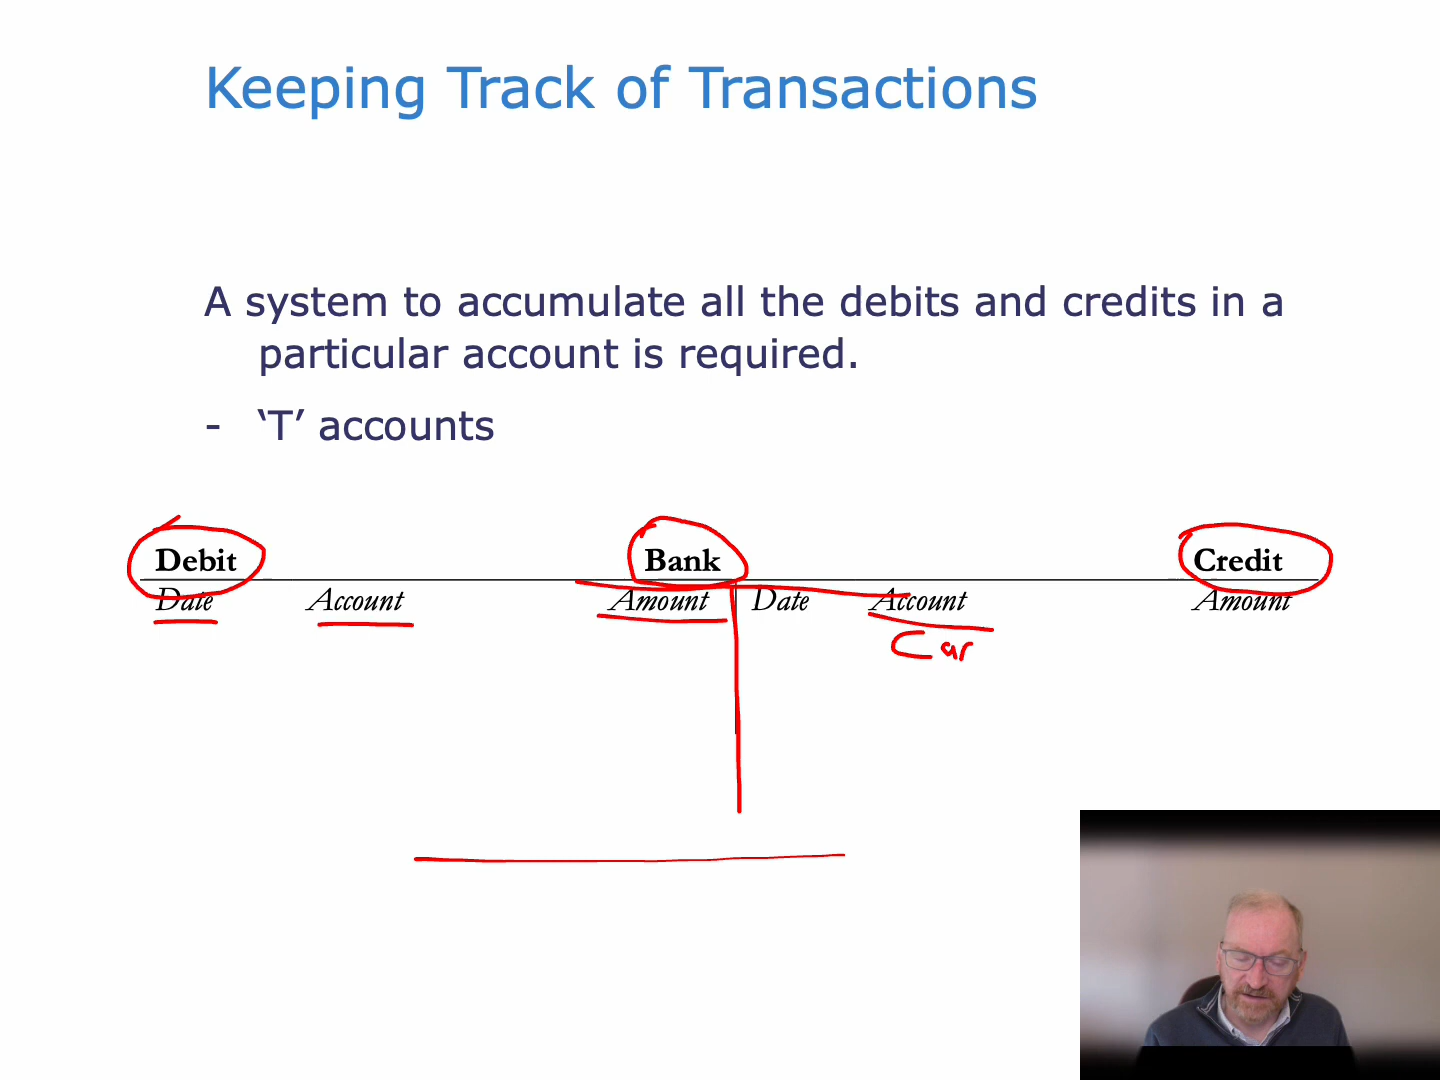 Keeping Track of Transactions
A system to accumulate all the debits and credits in a
particular account is required.
- ‘T’ accounts
Debit Bank Credit
Date Account Amount Date Account Amount
Car